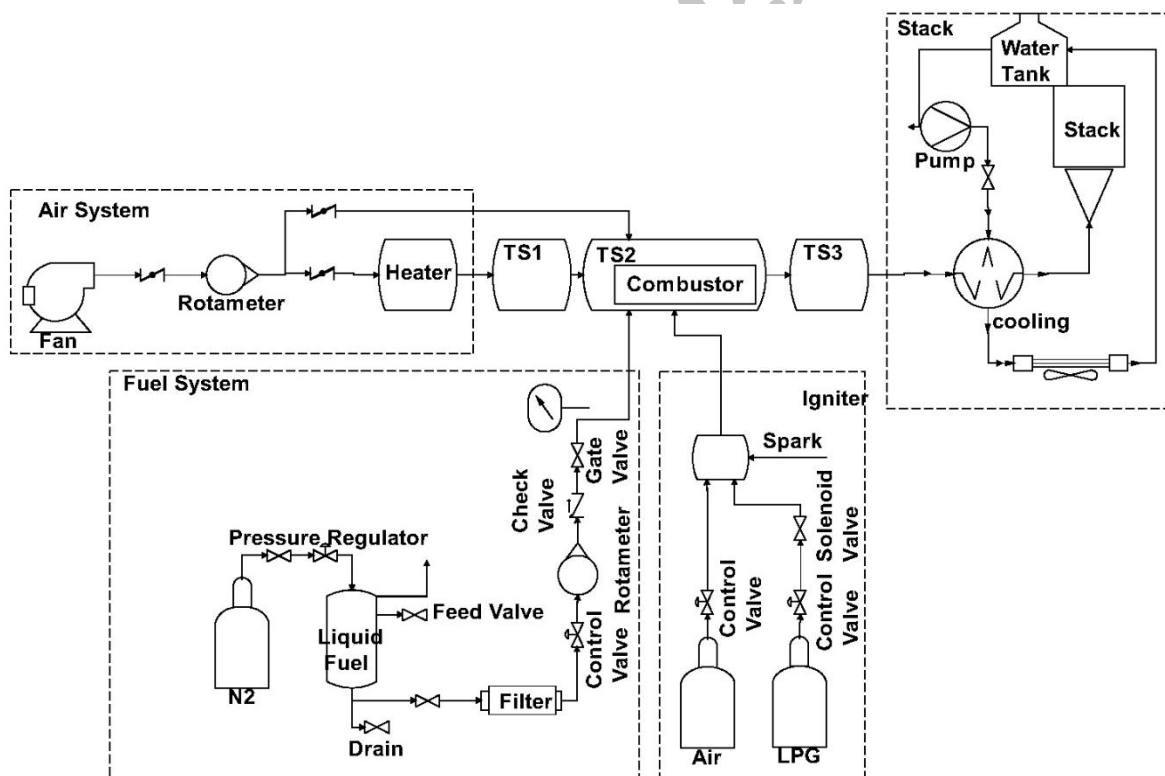 Stack
Water
Tank
Stack
Pump
cooling
Air System
Fan
Rotameter
Heater
TS1
TS2
Combustor
TS3
Fuel System
Gate
Valve
Check
Valve
Rotameter
Control
Valve
Pressure Regulator
Feed Valve
Liquid
Fuel
N2
Filter
Drain
Igniter
Spark
Solenoid
Valve
Control
Valve
Control
Valve
Air
LPG